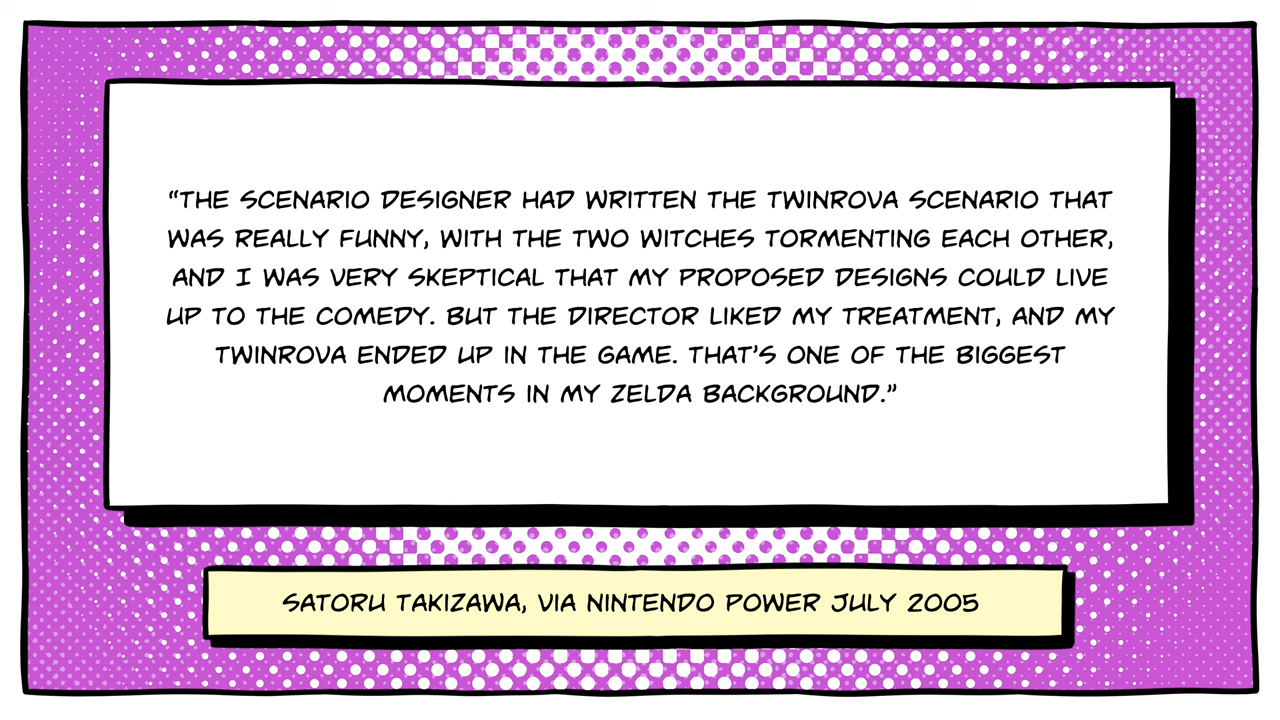 “THE SCENARIO DESIGNER HAD WRITTEN THE TWINROVA SCENARIO THAT
WAS REALLY FUNNY, WITH THE TWO WITCHES TORMENTING EACH OTHER,
AND I WAS VERY SKEPTICAL THAT MY PROPOSED DESIGNS COULD LIVE
UP TO THE COMEDY. BUT THE DIRECTOR LIKED MY TREATMENT, AND MY
TWINROVA ENDED UP IN THE GAME. THAT’S ONE OF THE BIGGEST
MOMENTS IN MY ZELDA BACKGROUND.”
SATORU TAKIZAWA, VIA NINTENDO POWER JULY 2005